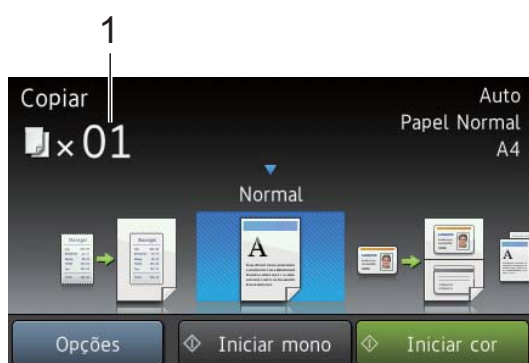 1
Copiar
Auto
Papel Normal
A4
×01
Normal
A
Opções
Iniciar mono
Iniciar cor